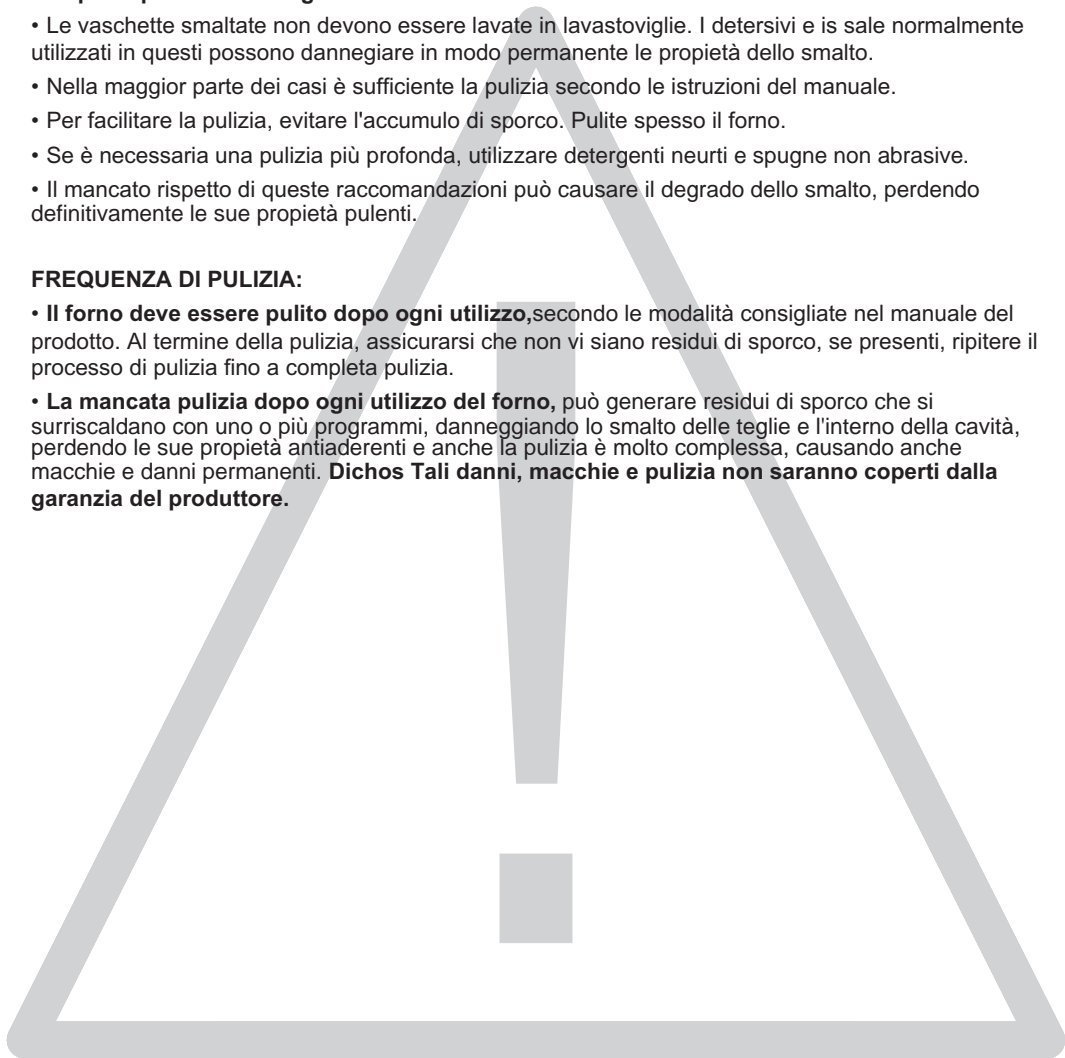 • Le vaschette smaltate non devono essere lavate in lavastoviglie. I detersivi e is sale normalmente
utilizzati in questi possono dannegiare in modo permanente le propietà dello smalto.
• Nella maggior parte dei casi è sufficiente la pulizia secondo le istruzioni del manuale.
• Per facilitare la pulizia, evitare l'accumulo di sporco. Pulite spesso il forno.
• Se è necessaria una pulizia più profonda, utilizzare detergenti neurti e spugne non abrasive.
• Il mancato rispetto di queste raccomandazioni può causare il degrado dello smalto, perdendo
definitivamente le sue propietà pulenti.
FREQUENZA DI PULIZIA:
• Il forno deve essere pulito dopo ogni utilizzo,secondo le modalità consigliate nel manuale del
prodotto. Al termine della pulizia, assicurarsi che non vi siano residui di sporco, se presenti, ripitere il
processo di pulizia fino a completa pulizia.
• La mancata pulizia dopo ogni utilizzo del forno, può generare residui di sporco che si
surriscaldano con uno o più programmi, danneggiando lo smalto delle teglie e l'interno della cavità,
perdendo le sue propietà antiaderenti e anche la pulizia è molto complessa, causando anche
macchie e danni permanenti. Dichos Tali danni, macchie e pulizia non saranno coperti dalla
garanzia del produttore.